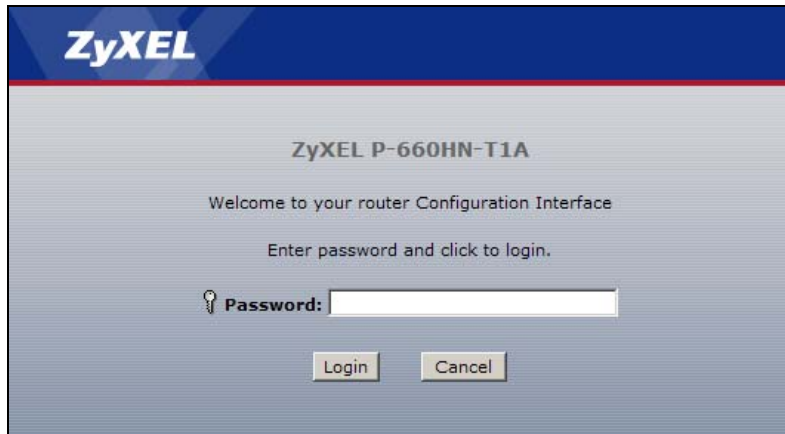 ZyXEL
ZyXEL P-660HN-T1A
Welcome to your router Configuration Interface
Enter password and click to login.
Password:
Login Cancel